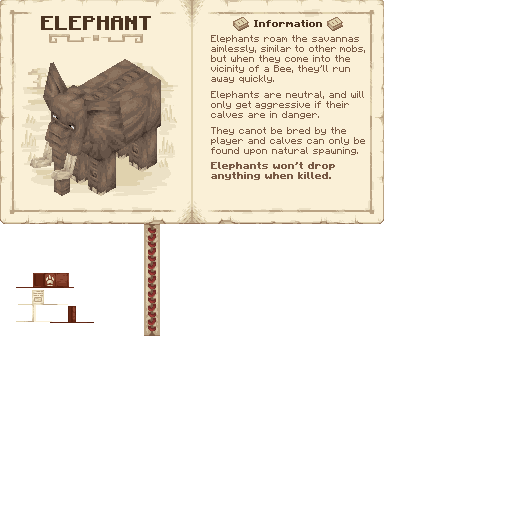 ELEPHANT
Information
Elephants roam the savannas
aimlessly, similar to other mobs,
but when they come into the
vicinity of a Bee, they'll run
away quickly.
Elephants are neutral, and will
only get aggressive if their
calves are in danger.
They canot be bred by the
player and calves can only be
found upon natural spawning.
Elephants won't drop
anything when killed.